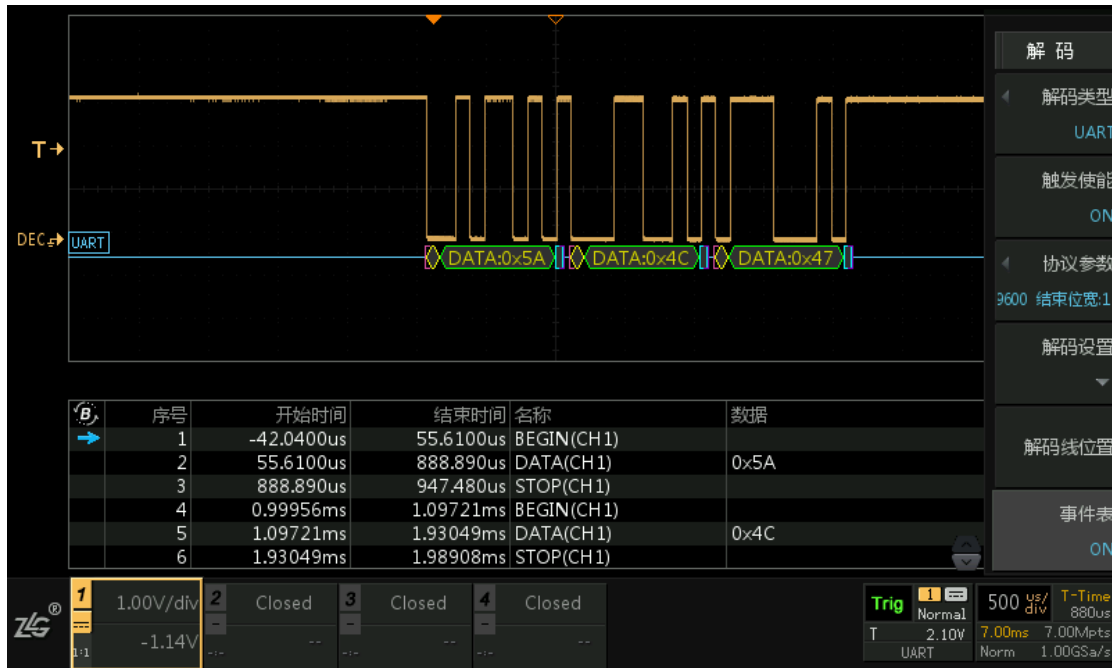 解 码
解码类型
UART
T
触发使能
ON
DEC
UART
DATA:0x5A
DATA:0x4C
DATA:0x47
协议参数
9600 结束位宽:1
解码设置
B 序号 开始时间 结束时间 名称 数据
1 -42.0400us 55.6100us BEGIN(CH1)
2 55.6100us 888.890us DATA(CH1) 0x5A
3 888.890us 947.480us STOP(CH1)
4 0.99956ms 1.09721ms BEGIN(CH1)
5 1.09721ms 1.93049ms DATA(CH1) 0x4C
6 1.93049ms 1.98908ms STOP(CH1)
解码线位置
事件表
ON
ZLG®
1 1.00V/div
-1.14V
1:1
2 Closed
--
-:-
3 Closed
--
-:-
4 Closed
--
-:-
Trig 1
Normal
T 2.10V
UART
500 us/div T-Time
880us
7.00ms 7.00Mpts
Norm 1.00GSa/s